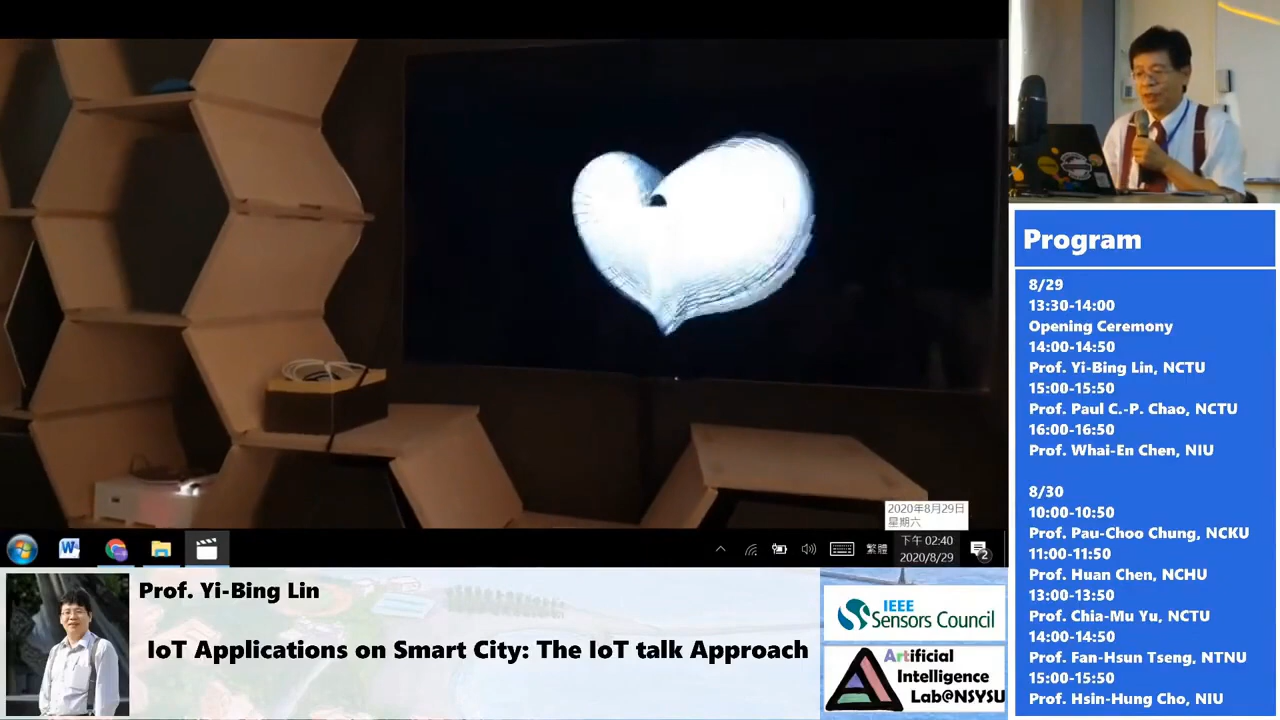 2020年8月29日
星期六
繁體
下午 02:40
2020/8/29
2
Prof. Yi-Bing Lin
IoT Applications on Smart City: The IoT talk Approach
IEEE
Sensors Council
Artificial
Intelligence
Lab@NSYSU
Program
8/29
13:30-14:00
Opening Ceremony
14:00-14:50
Prof. Yi-Bing Lin, NCTU
15:00-15:50
Prof. Paul C.-P. Chao, NCTU
16:00-16:50
Prof. Whai-En Chen, NIU
8/30
10:00-10:50
Prof. Pau-Choo Chung, NCKU
11:00-11:50
Prof. Huan Chen, NCHU
13:00-13:50
Prof. Chia-Mu Yu, NCTU
14:00-14:50
Prof. Fan-Hsun Tseng, NTNU
15:00-15:50
Prof. Hsin-Hung Cho, NIU